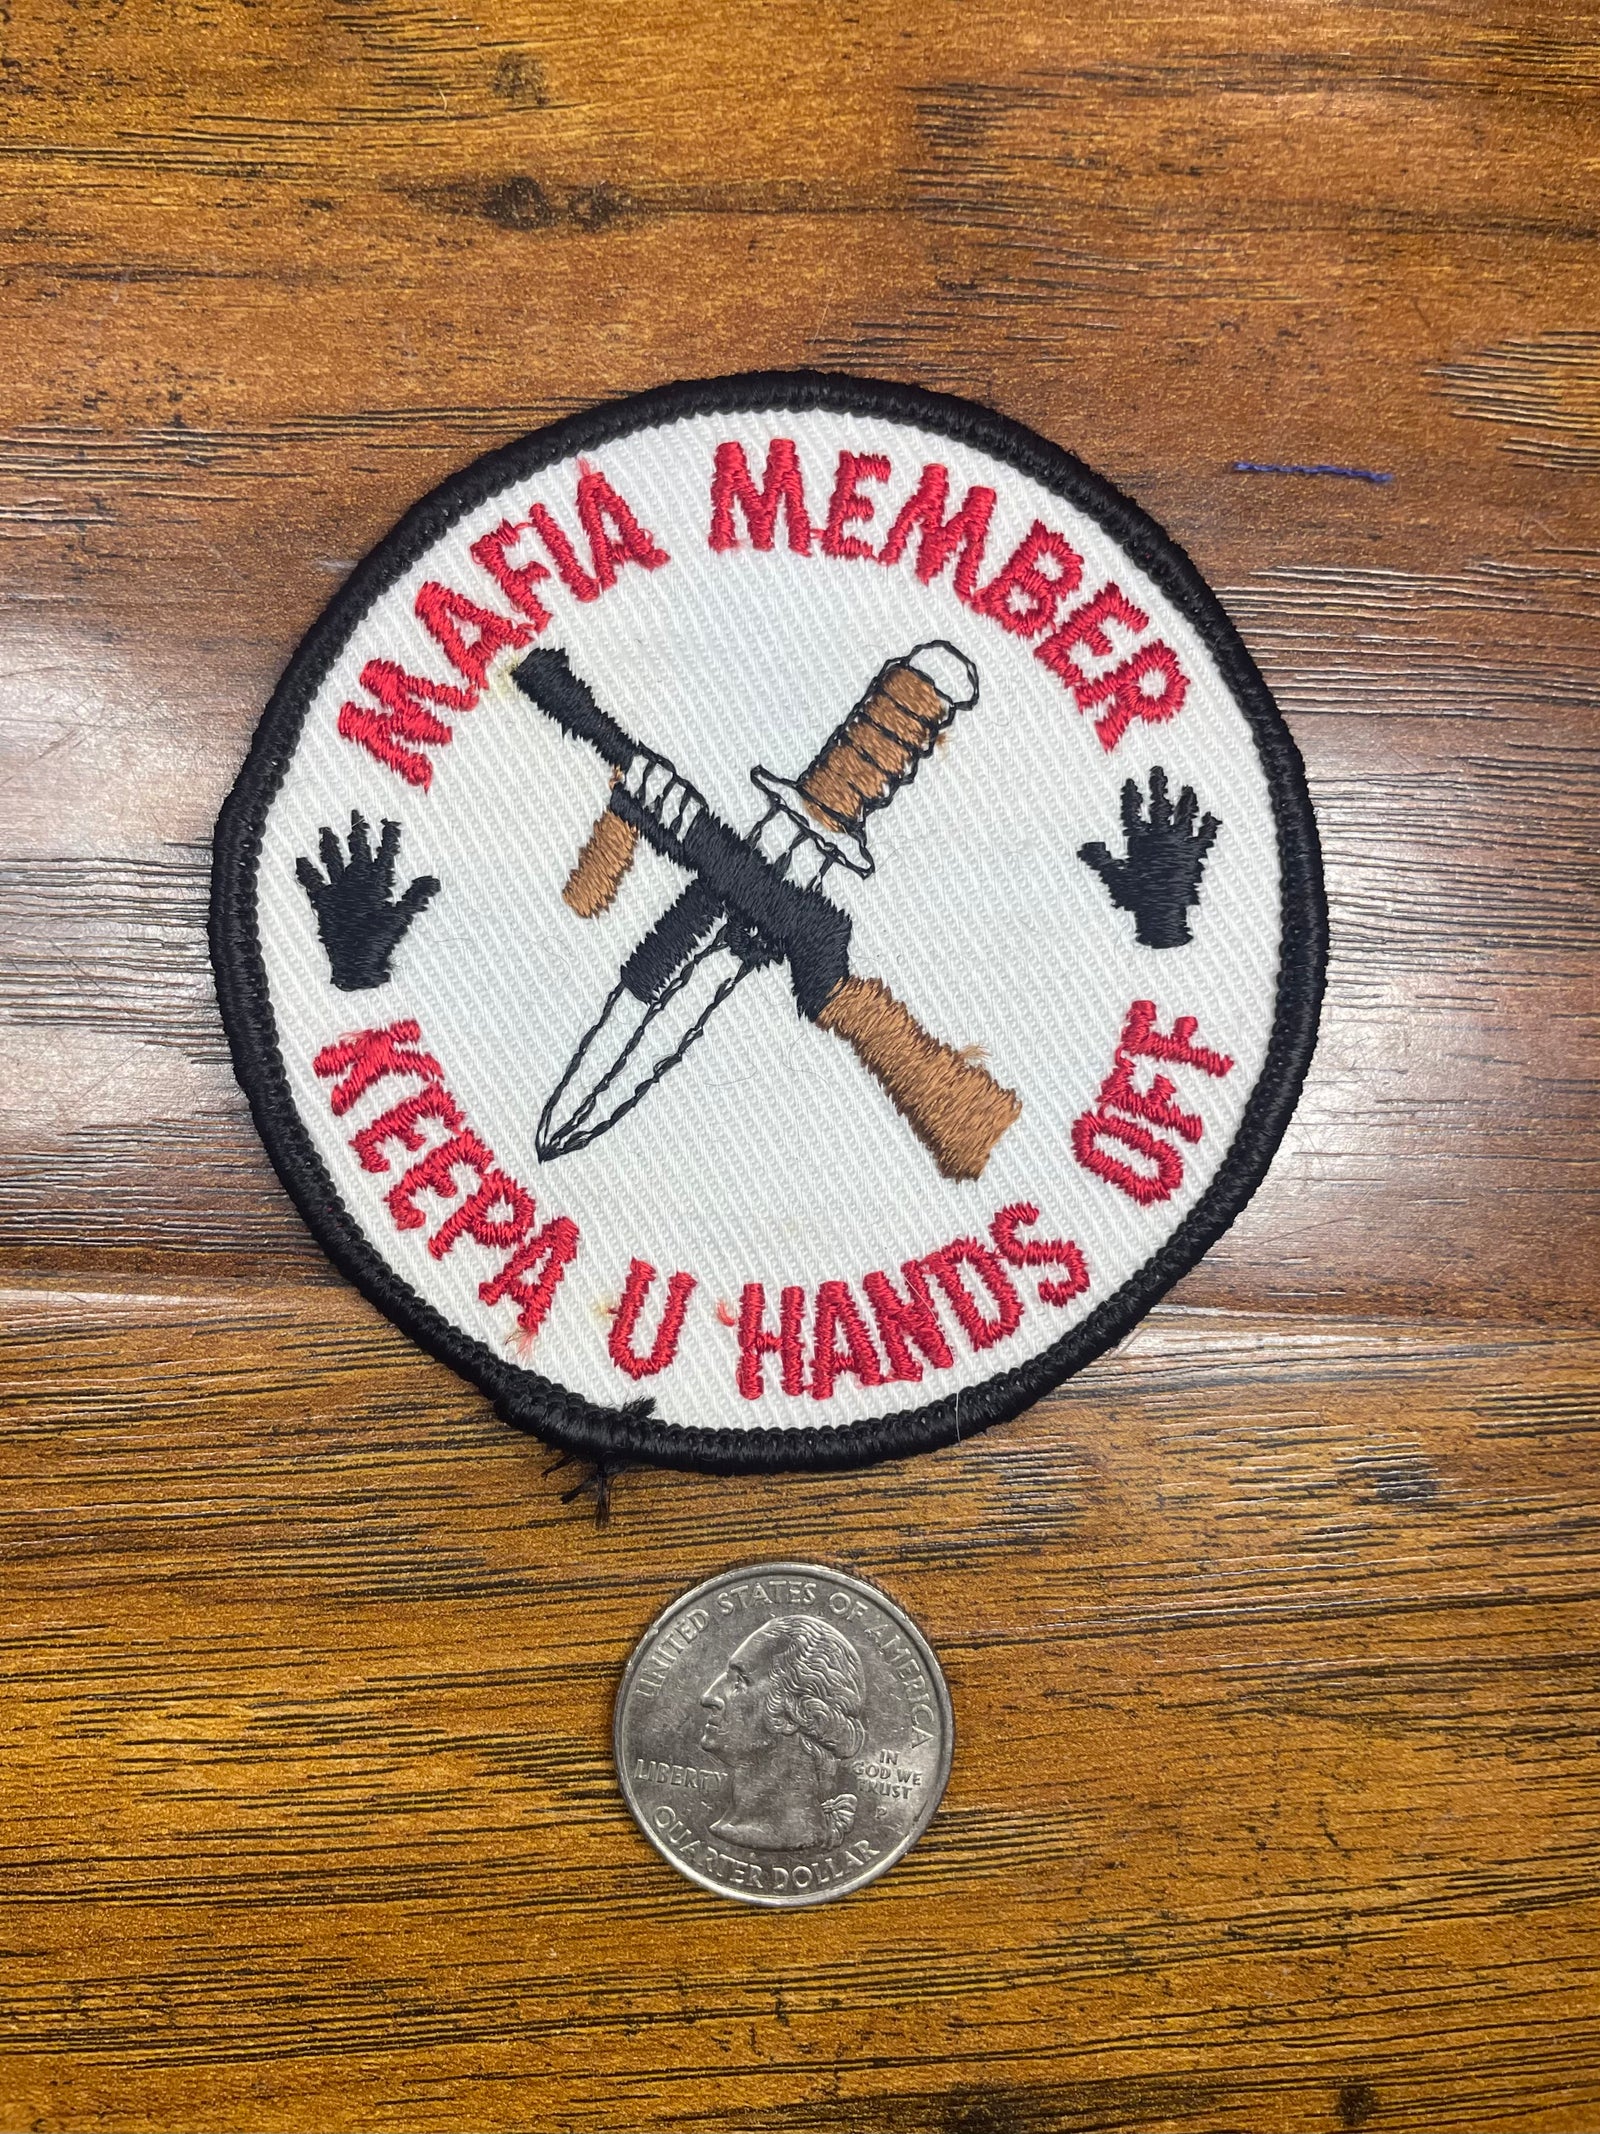 MAFIA MEMBER
KEEPA U HANDS OFF
UNITED STATES OF AMERICA
LIBERTY
IN
GOD WE
TRUST
P
QUARTER DOLLAR